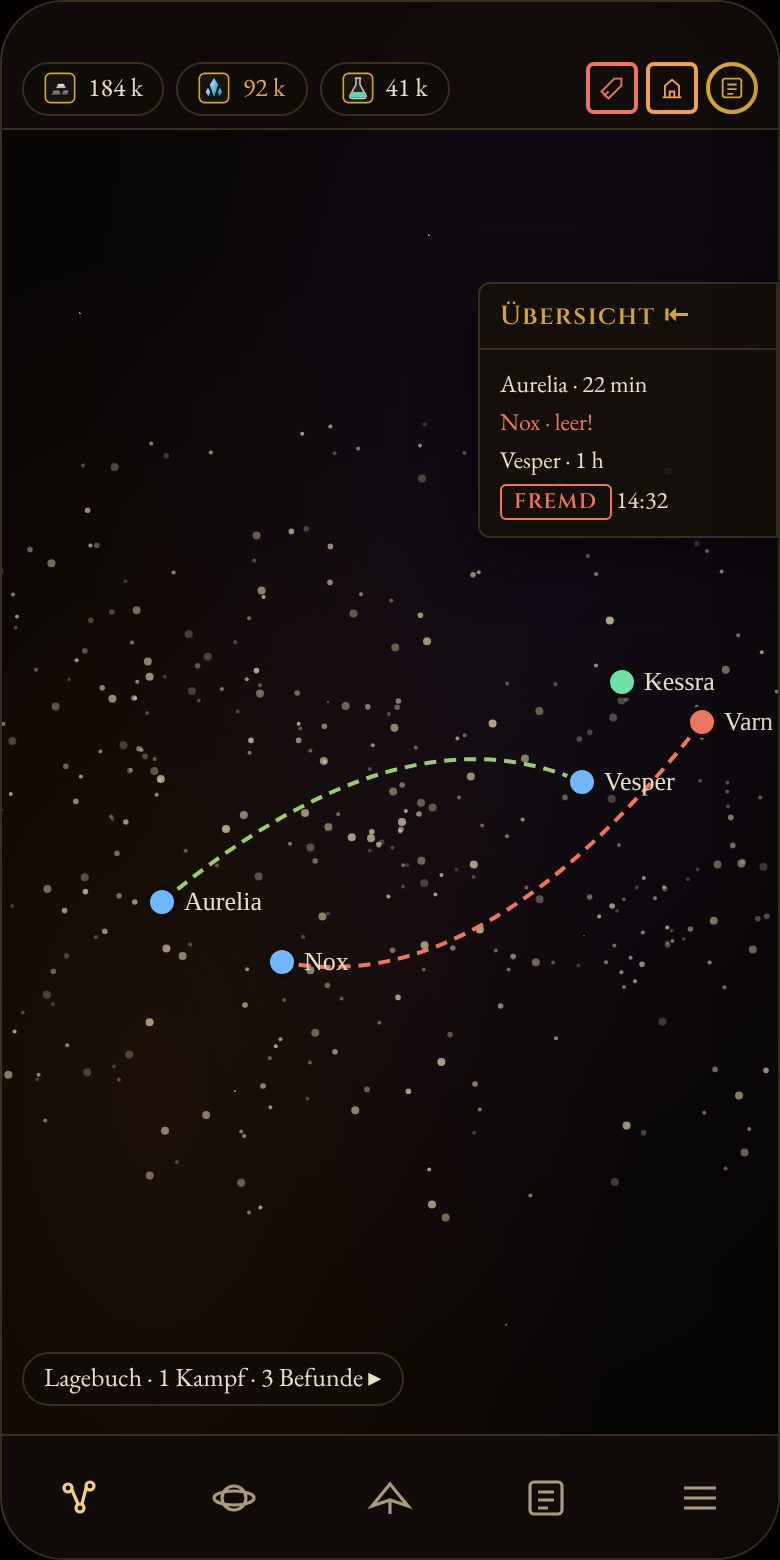 184 k
92 k
41 k
Übersicht ⇤
Aurelia · 22 min
Nox · leer!
Vesper · 1 h
FREMD 14:32
Kessra
Varn
Vesper
Aurelia
Nox
Lagebuch · 1 Kampf · 3 Befunde ▸